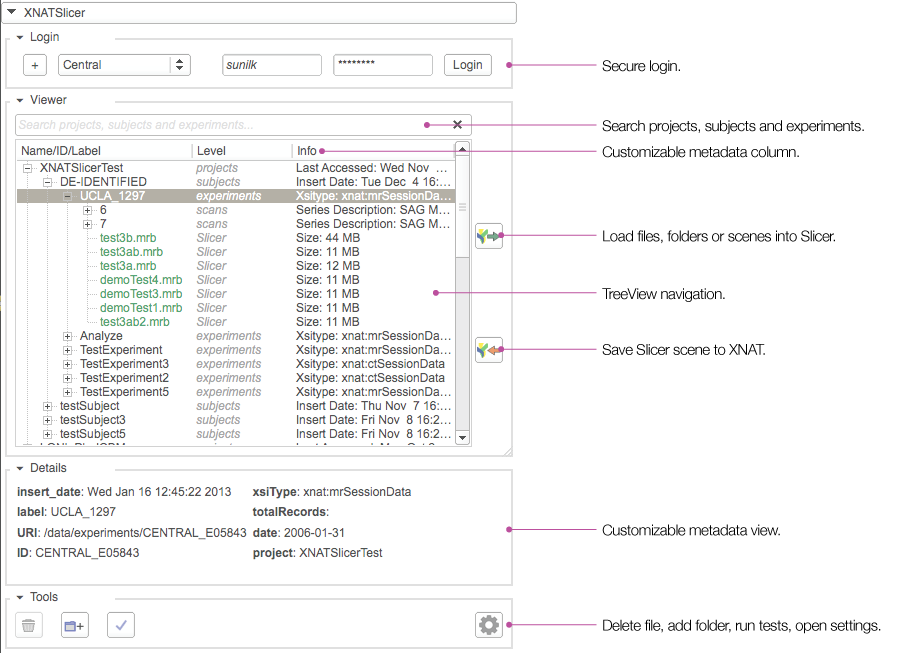 XNATSlicer
Login
+ Central sunilk ******** Login
Secure login.
Viewer
Search projects, subjects and experiments...
Search projects, subjects and experiments.
Name/ID/Label Level Info
Customizable metadata column.
XNATSlicerTest projects Last Accessed: Wed Nov ...
DE-IDENTIFIED subjects Insert Date: Tue Dec 4 16:...
UCLA_1297 experiments Xsitype: xnat:mrSessionDa...
6 scans Series Description: SAG M...
7 scans Series Description: SAG M...
test3b.mrb Slicer Size: 44 MB
Load files, folders or scenes into Slicer.
test3ab.mrb Slicer Size: 11 MB
test3a.mrb Slicer Size: 12 MB
demoTest4.mrb Slicer Size: 11 MB
demoTest3.mrb Slicer Size: 11 MB
TreeView navigation.
demoTest1.mrb Slicer Size: 11 MB
test3ab2.mrb Slicer Size: 11 MB
Analyze experiments Xsitype: xnat:mrSessionDa...
TestExperiment experiments Xsitype: xnat:mrSessionDa...
Save Slicer scene to XNAT.
TestExperiment3 experiments Xsitype: xnat:ctSessionData
TestExperiment2 experiments Xsitype: xnat:ctSessionData
TestExperiment5 experiments Xsitype: xnat:mrSessionDa...
testSubject subjects Insert Date: Thu Nov 7 16:...
testSubject3 subjects Insert Date: Fri Nov 8 16:2...
testSubject5 subjects Insert Date: Fri Nov 8 16:2...
Details
insert_date: Wed Jan 16 12:45:22 2013 xsiType: xnat:mrSessionData
label: UCLA_1297 totalRecords:
URI: /data/experiments/CENTRAL_E05843 date: 2006-01-31
Customizable metadata view.
ID: CENTRAL_E05843 project: XNATSlicerTest
Tools
Delete file, add folder, run tests, open settings.